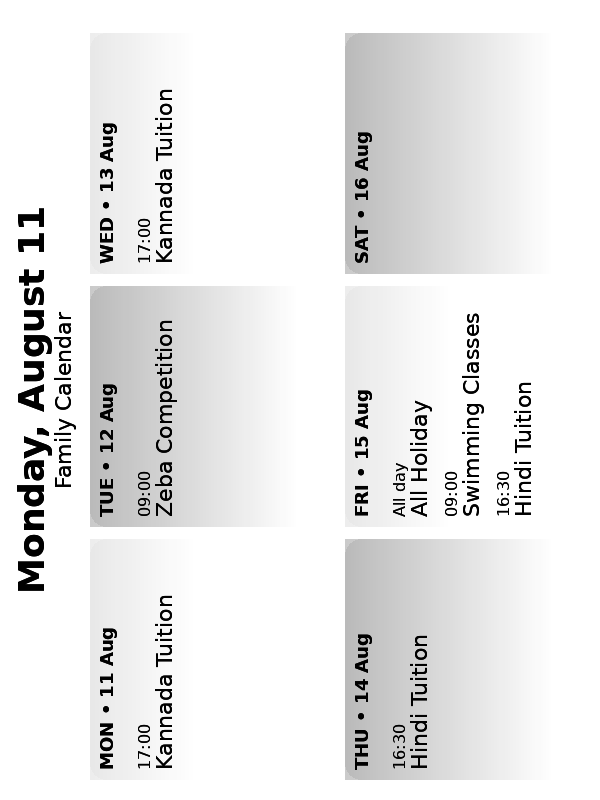 Monday, August 11
Family Calendar
MON • 11 Aug
17:00
Kannada Tuition
TUE • 12 Aug
09:00
Zeba Competition
WED • 13 Aug
17:00
Kannada Tuition
THU • 14 Aug
16:30
Hindi Tuition
FRI • 15 Aug
All day
All Holiday
09:00
Swimming Classes
16:30
Hindi Tuition
SAT • 16 Aug